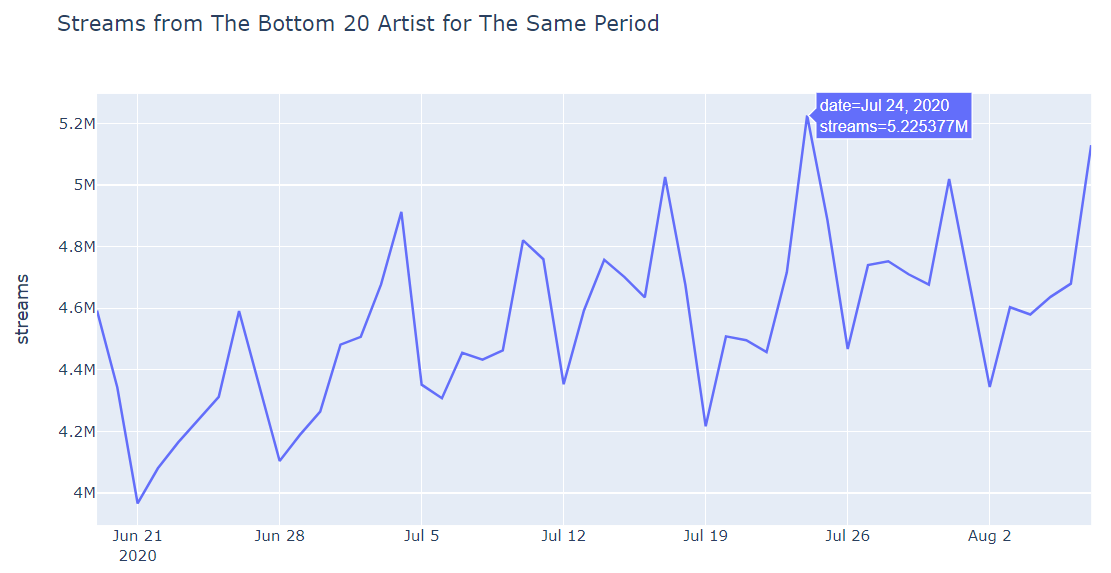 Streams from The Bottom 20 Artist for The Same Period
date=Jul 24, 2020
streams=5.225377M
5.2M
5M
4.8M
4.6M
4.4M
4.2M
4M
streams
Jun 21
2020
Jun 28
Jul 5
Jul 12
Jul 19
Jul 26
Aug 2